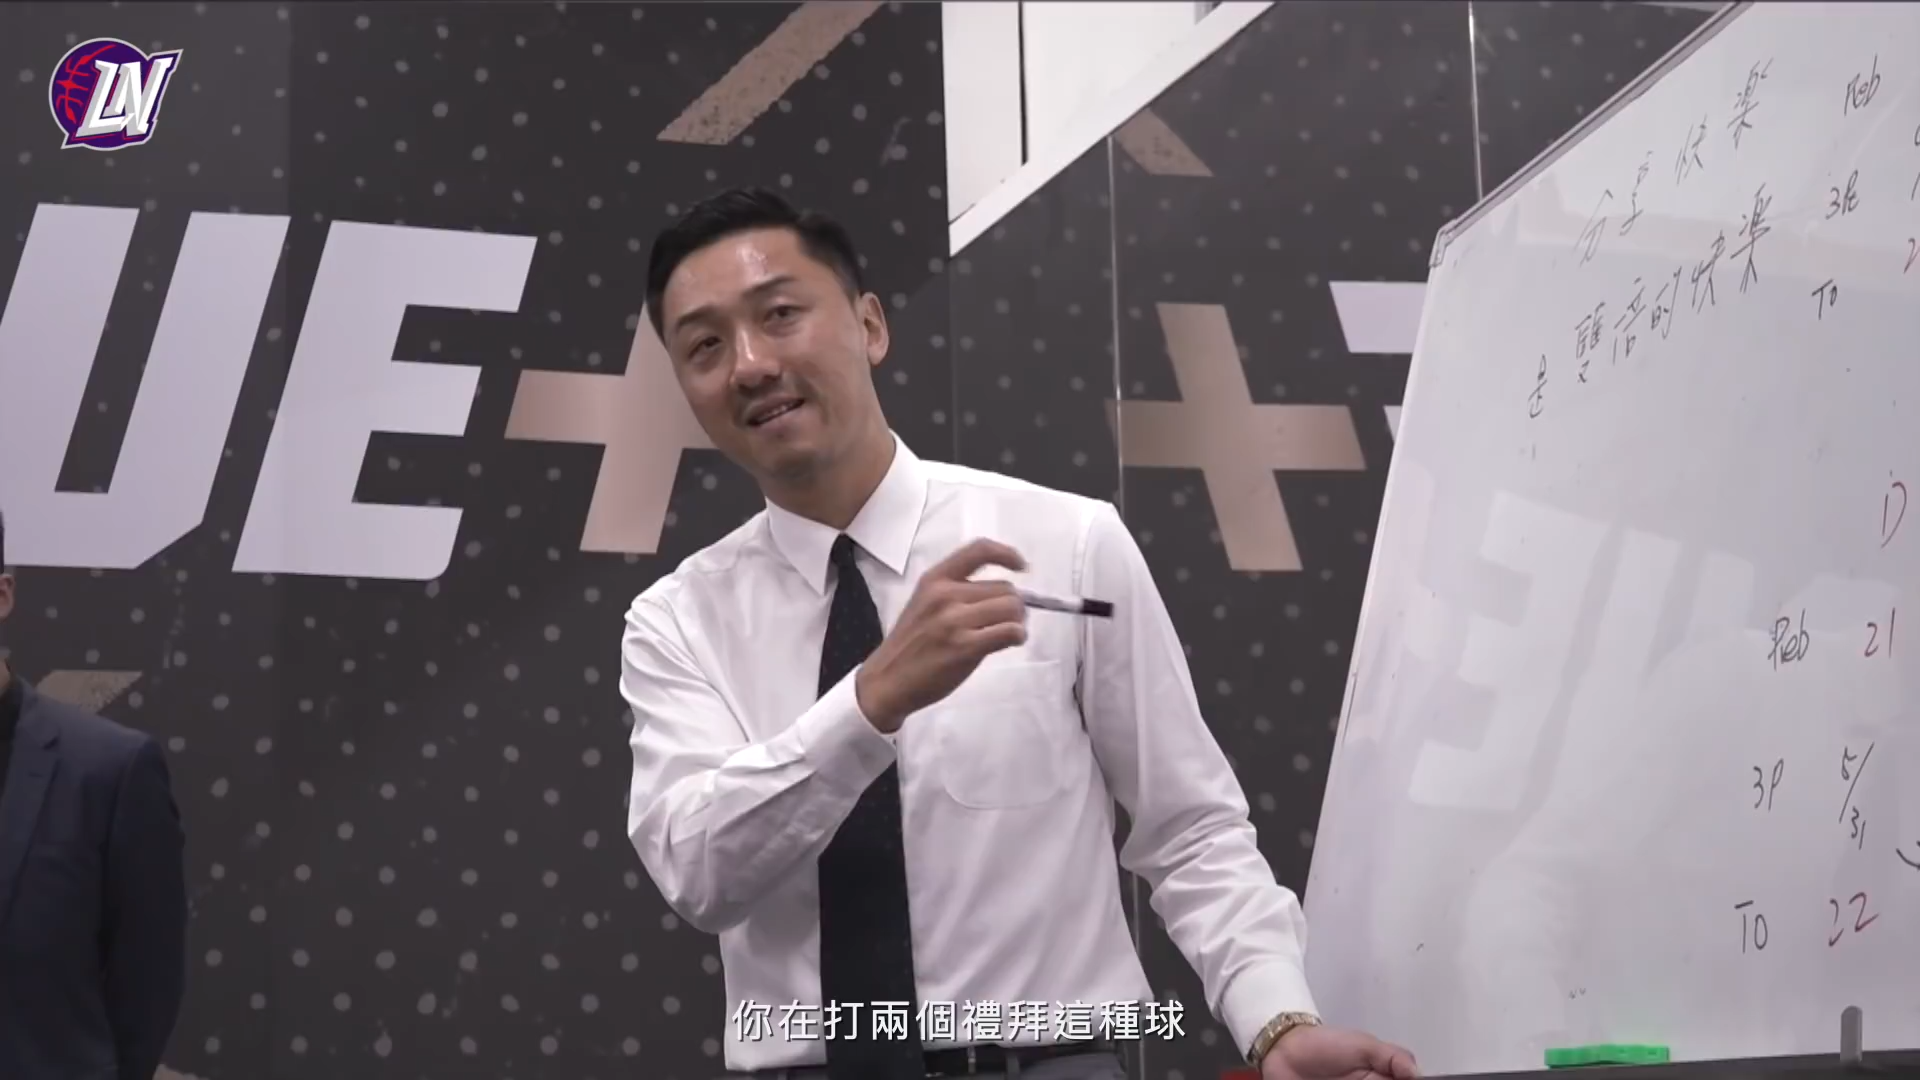 LN
UE+
+
分享快樂
是雙倍的快樂
Reb
3P
To
D
Reb 21
3P 5/31
TO 22
你在打兩個禮拜這種球